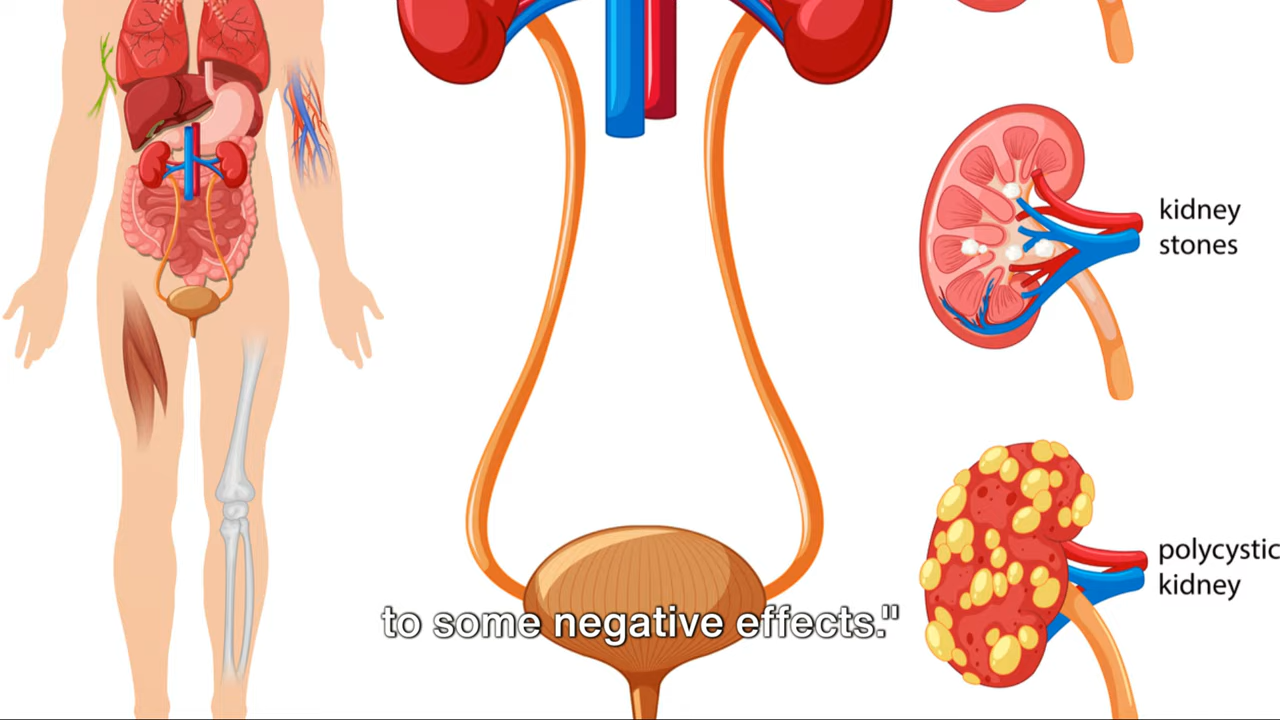 kidney
stones
polycystic
kidney
to some negative effects."